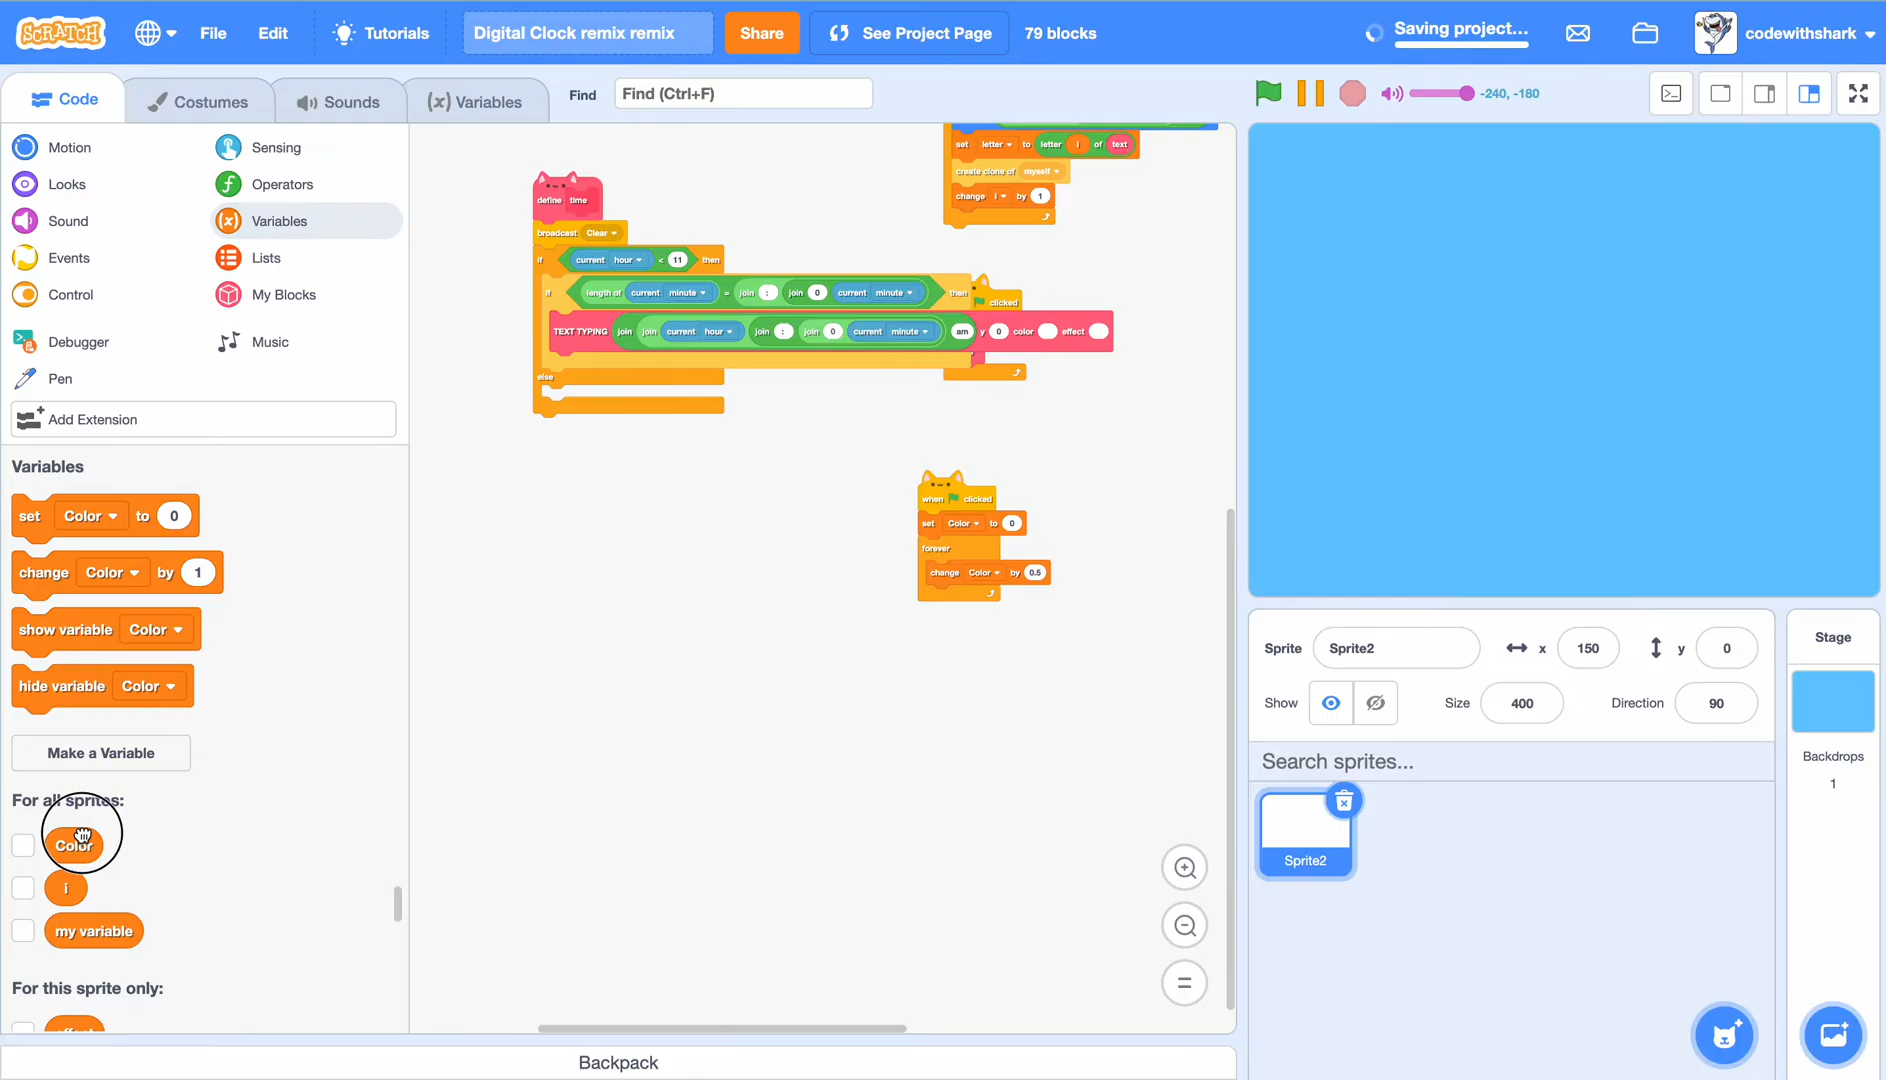 SCRATCH File Edit Tutorials Digital Clock remix remix Share See Project Page 79 blocks Saving project... codewithshark
Code Costumes Sounds (x) Variables Find Find (Ctrl+F) -240, -180
Motion Sensing
Looks Operators
Sound Variables
Events Lists
Control My Blocks
Debugger Music
Pen
Add Extension
Variables
set Color to 0
change Color by 1
show variable Color
hide variable Color
Make a Variable
For all sprites:
Color
i
my variable
For this sprite only:
set letter to letter i of text
create clone of myself
change i by 1
define time
broadcast Clear
if current hour < 11 then
if length of current minute = join : join 0 current minute then
clicked
TEXT TYPING join join current hour join : join 0 current minute am y 0 color effect
else
when clicked
set Color to 0
forever
change Color by 0.5
Backpack
Sprite Sprite2 x 150 y 0
Show Size 400 Direction 90
Search sprites...
Sprite2
Stage
Backdrops
1